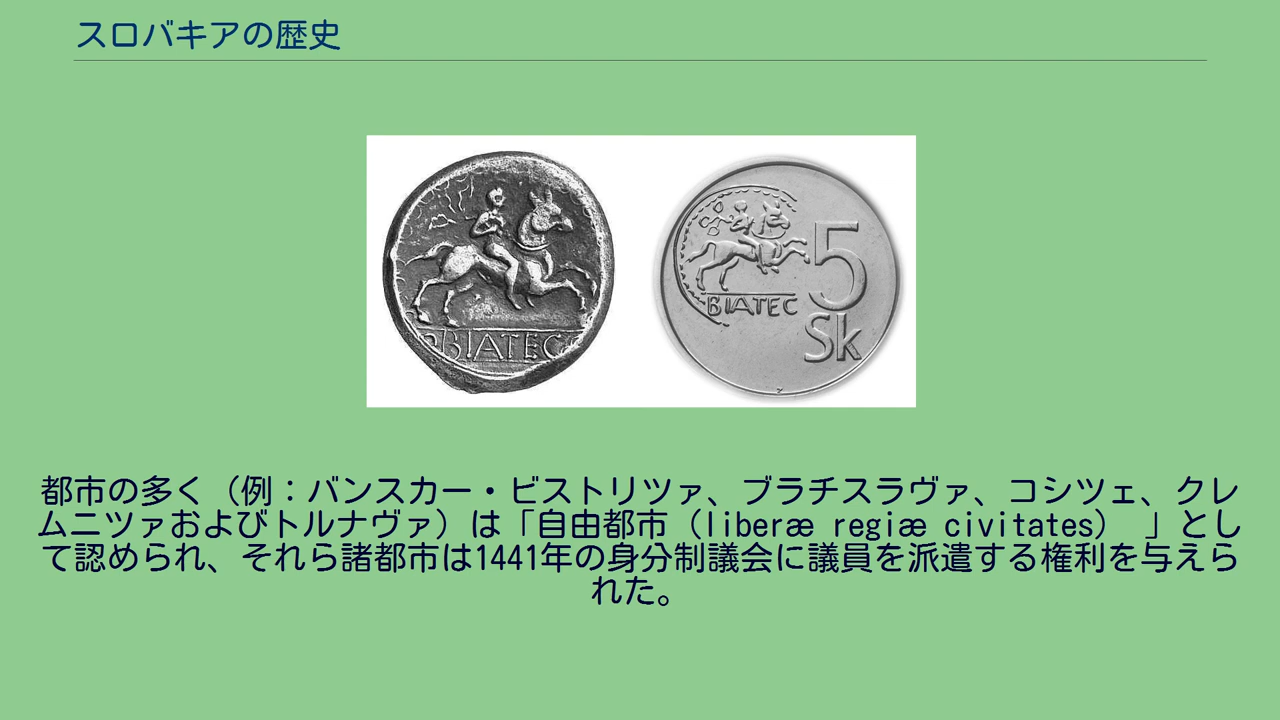 スロバキアの歴史
BIATEC
BIATEC
5
Sk
都市の多く（例：バンスカー・ビストリツァ、ブラチスラヴァ、コシツェ、クレ
ムニツァおよびトルナヴァ）は「自由都市（liberæ regiæ civitates） 」とし
て認められ、それら諸都市は1441年の身分制議会に議員を派遣する権利を与えら
れた。